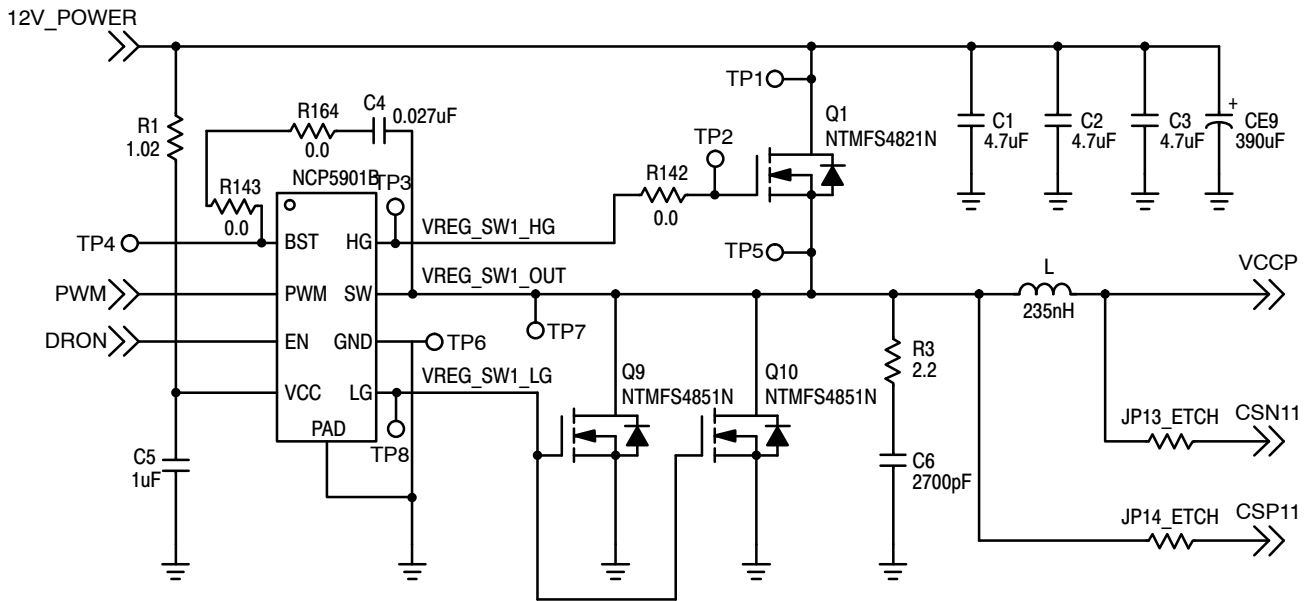 12V_POWER
R1
1.02
R164
0.0
C4
0.027uF
R143
0.0
NCP5901B
TP3
TP4
BST
HG
VREG_SW1_HG
R142
0.0
TP2
TP1
Q1
NTMFS4821N
TP5
C1
4.7uF
C2
4.7uF
C3
4.7uF
+
CE9
390uF
PWM
PWM
SW
VREG_SW1_OUT
TP7
L
235nH
VCCP
DRON
EN
GND
TP6
VCC
LG
VREG_SW1_LG
TP8
PAD
C5
1uF
Q9
NTMFS4851N
Q10
NTMFS4851N
R3
2.2
C6
2700pF
JP13_ETCH
CSN11
JP14_ETCH
CSP11